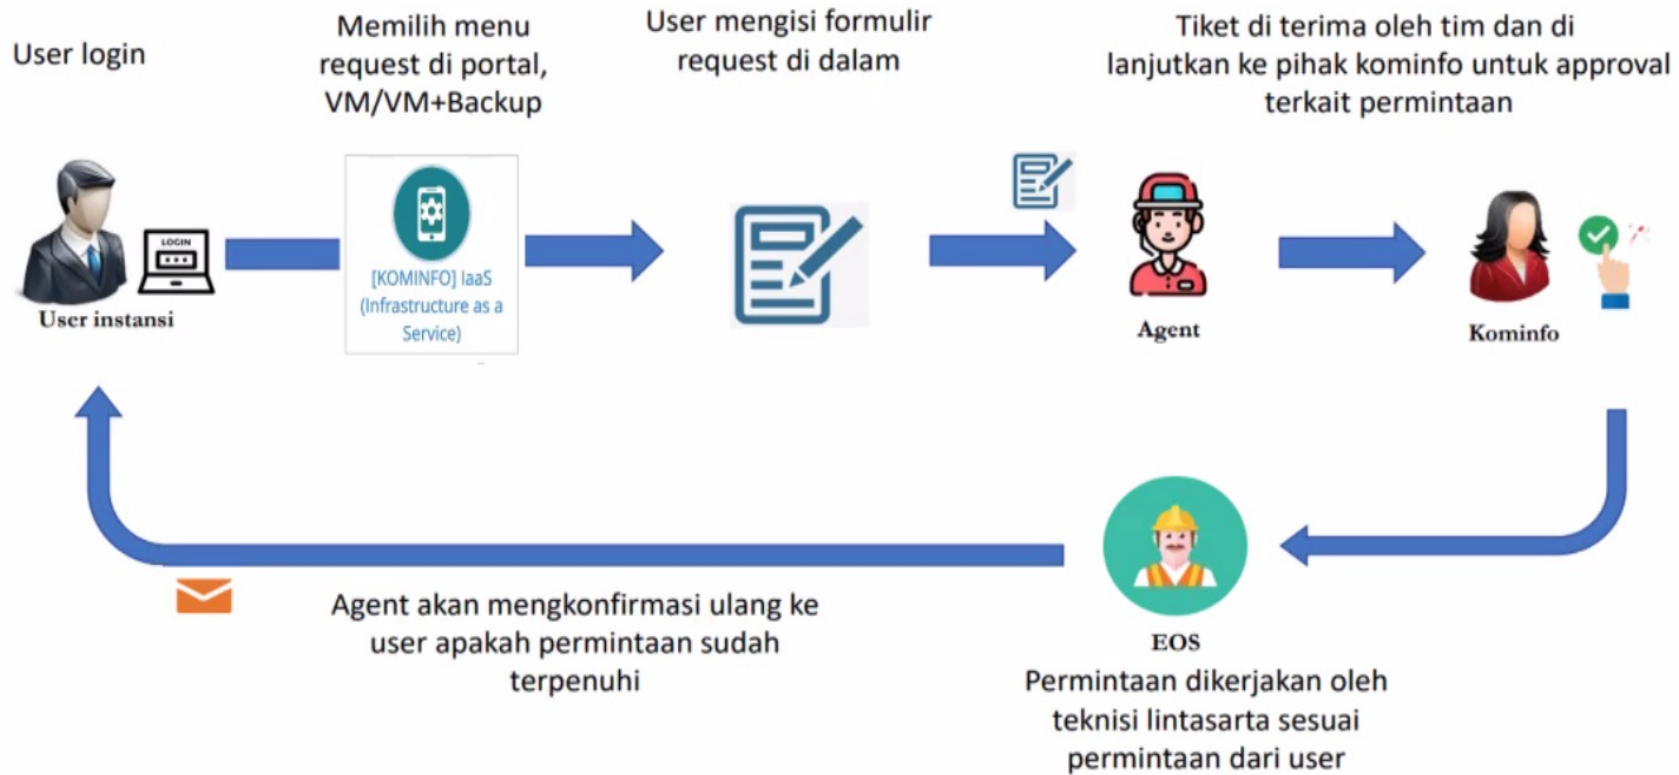 User login
Memilih menu
request di portal,
VM/VM+Backup
User mengisi formulir
request di dalam
Tiket di terima oleh tim dan di
lanjutkan ke pihak kominfo untuk approval
terkait permintaan
LOGIN
User instansi
[KOMINFO] IaaS
(Infrastructure as a
Service)
Agent
Kominfo
EOS
Permintaan dikerjakan oleh
teknisi lintasarta sesuai
permintaan dari user
Agent akan mengkonfirmasi ulang ke
user apakah permintaan sudah
terpenuhi